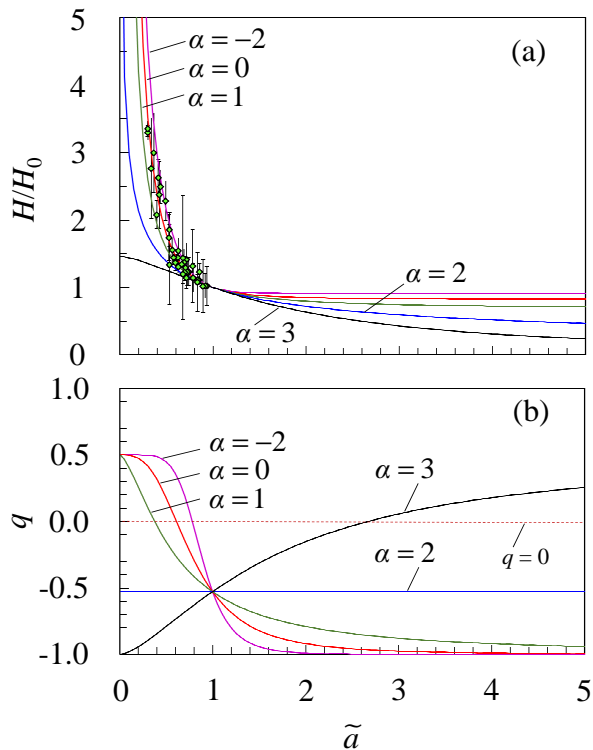 5
(a)
α = −2
α = 0
α = 1
4
3
H/H0
2
α = 2
1
α = 3
0
1.0
(b)
α = −2
0.5
α = 0
α = 3
α = 1
q
0.0
q = 0
α = 2
-0.5
-1.0
0 1 2 3 4 5
ã